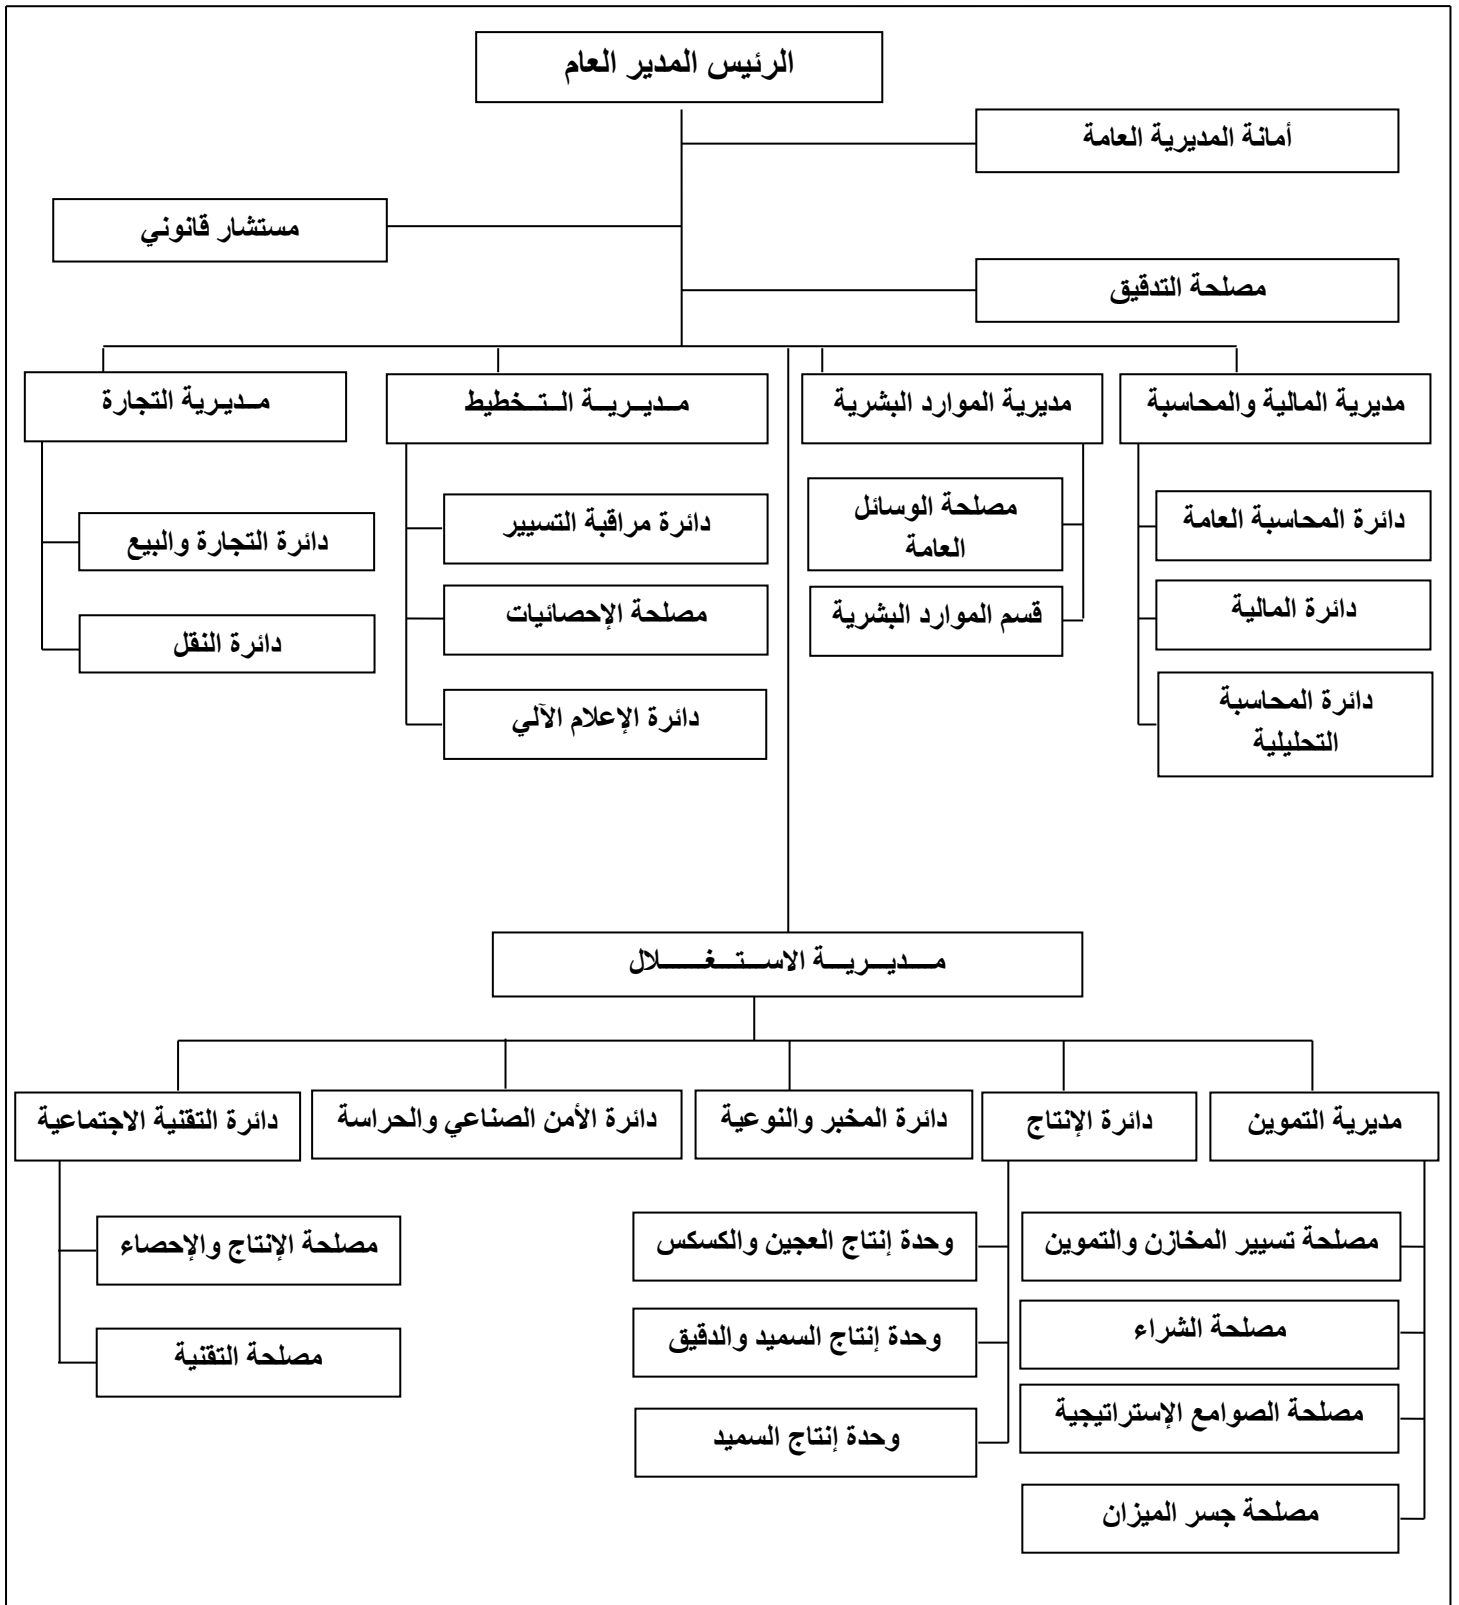 الرئيس المدير العام
أمانة المديرية العامة
مستشار قانوني
مصلحة التدقيق
مديرية المالية والمحاسبة
مديرية الموارد البشرية
مـديـريـة الـتـخطيط
مـديرية التجارة
دائرة المحاسبة العامة
دائرة المالية
دائرة المحاسبة
التحليلية
مصلحة الوسائل
العامة
قسم الموارد البشرية
دائرة مراقبة التسيير
مصلحة الإحصائيات
دائرة الإعلام الآلي
دائرة التجارة والبيع
دائرة النقل
مـــديـــريـــة الاســـتـــغـــــلال
مديرية التموين
دائرة الإنتاج
دائرة المخبر والنوعية
دائرة الأمن الصناعي والحراسة
دائرة التقنية الاجتماعية
مصلحة تسيير المخازن والتموين
مصلحة الشراء
مصلحة الصوامع الإستراتيجية
مصلحة جسر الميزان
وحدة إنتاج العجين والكسكس
وحدة إنتاج السميد والدقيق
وحدة إنتاج السميد
مصلحة الإنتاج والإحصاء
مصلحة التقنية